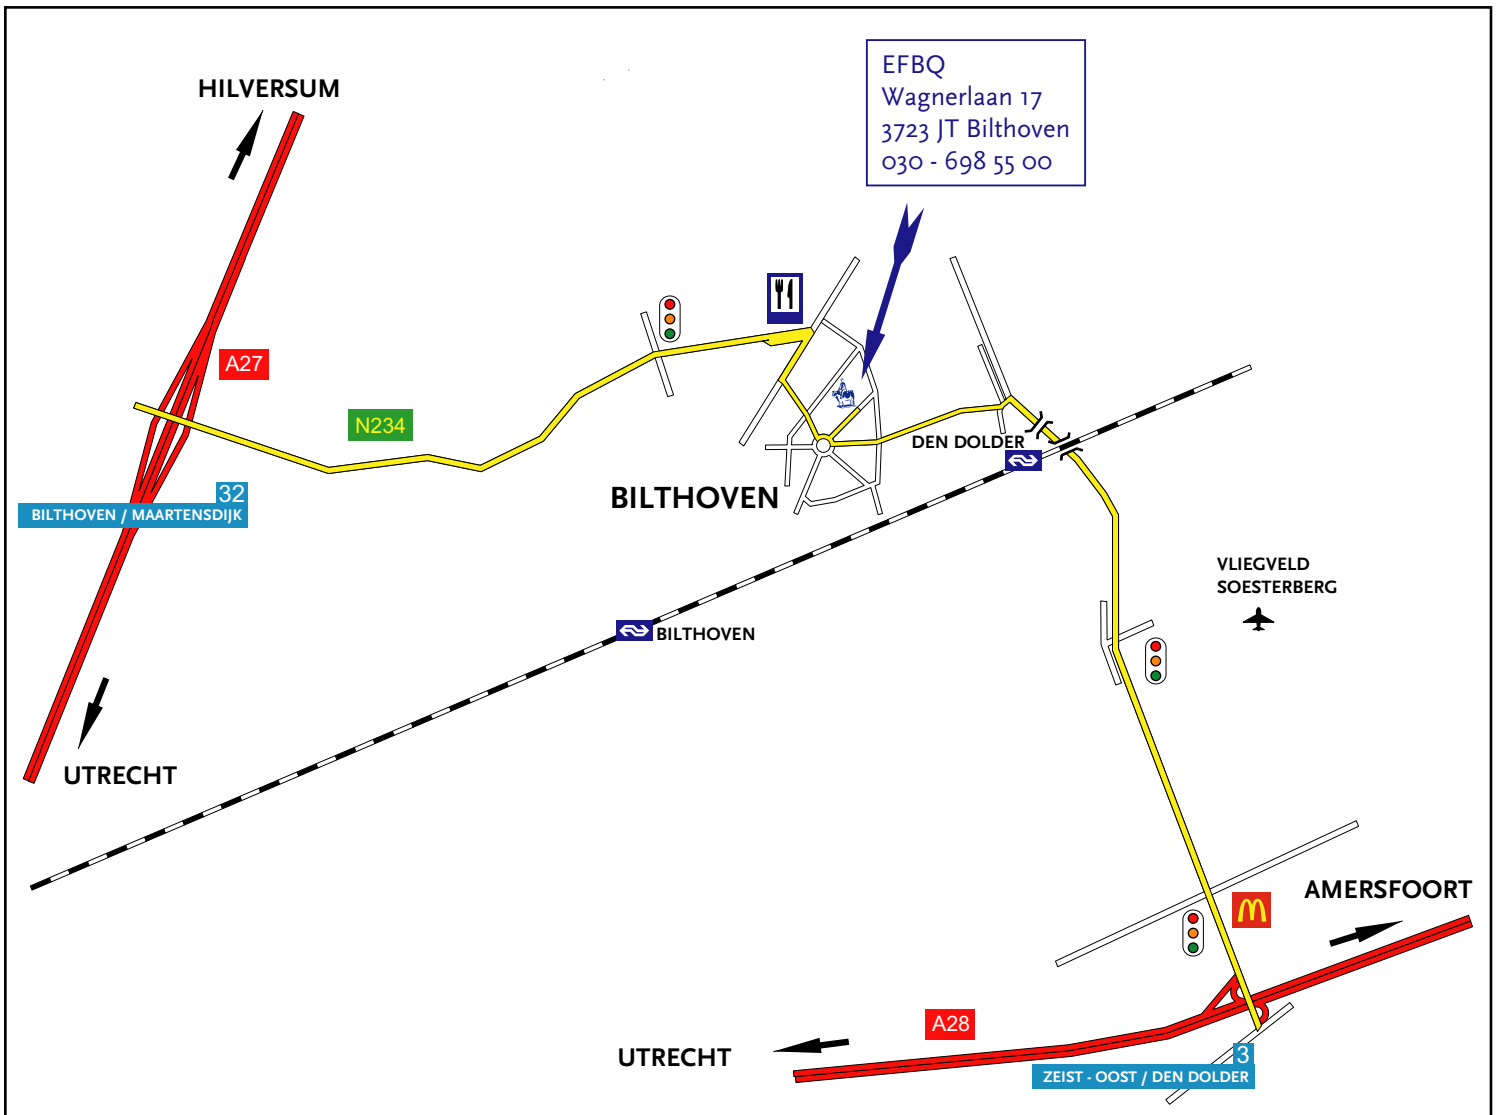 HILVERSUM
EFBQ
Wagnerlaan 17
3723 JT Bilthoven
030 - 698 55 00
A27
N234
DEN DOLDER
32
BILTHOVEN / MAARTENSDIJK
BILTHOVEN
VLIEGVELD
SOESTERBERG
BILTHOVEN
UTRECHT
AMERSFOORT
A28
UTRECHT
3
ZEIST - OOST / DEN DOLDER